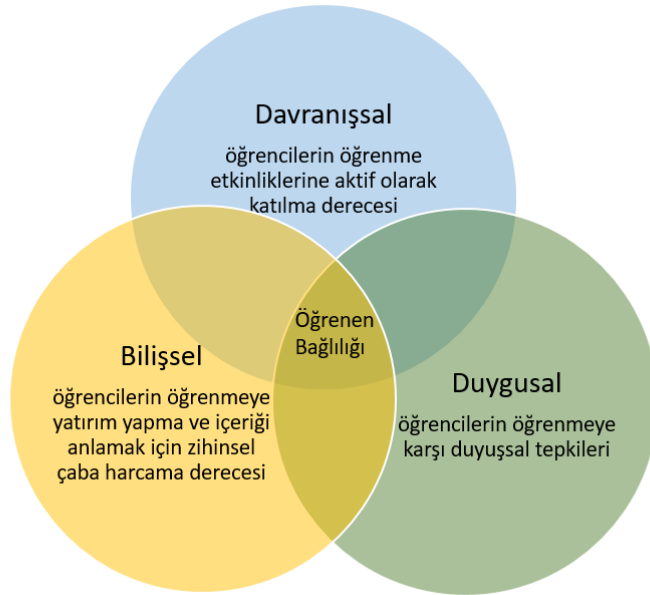 Davranışsal
öğrencilerin öğrenme
etkinliklerine aktif olarak
katılma derecesi
Öğrenen
Bağlılığı
Bilişsel
öğrencilerin öğrenmeye
yatırım yapma ve içeriği
anlamak için zihinsel
çaba harcama derecesi
Duygusal
öğrencilerin öğrenmeye
karşı duyuşsal tepkileri